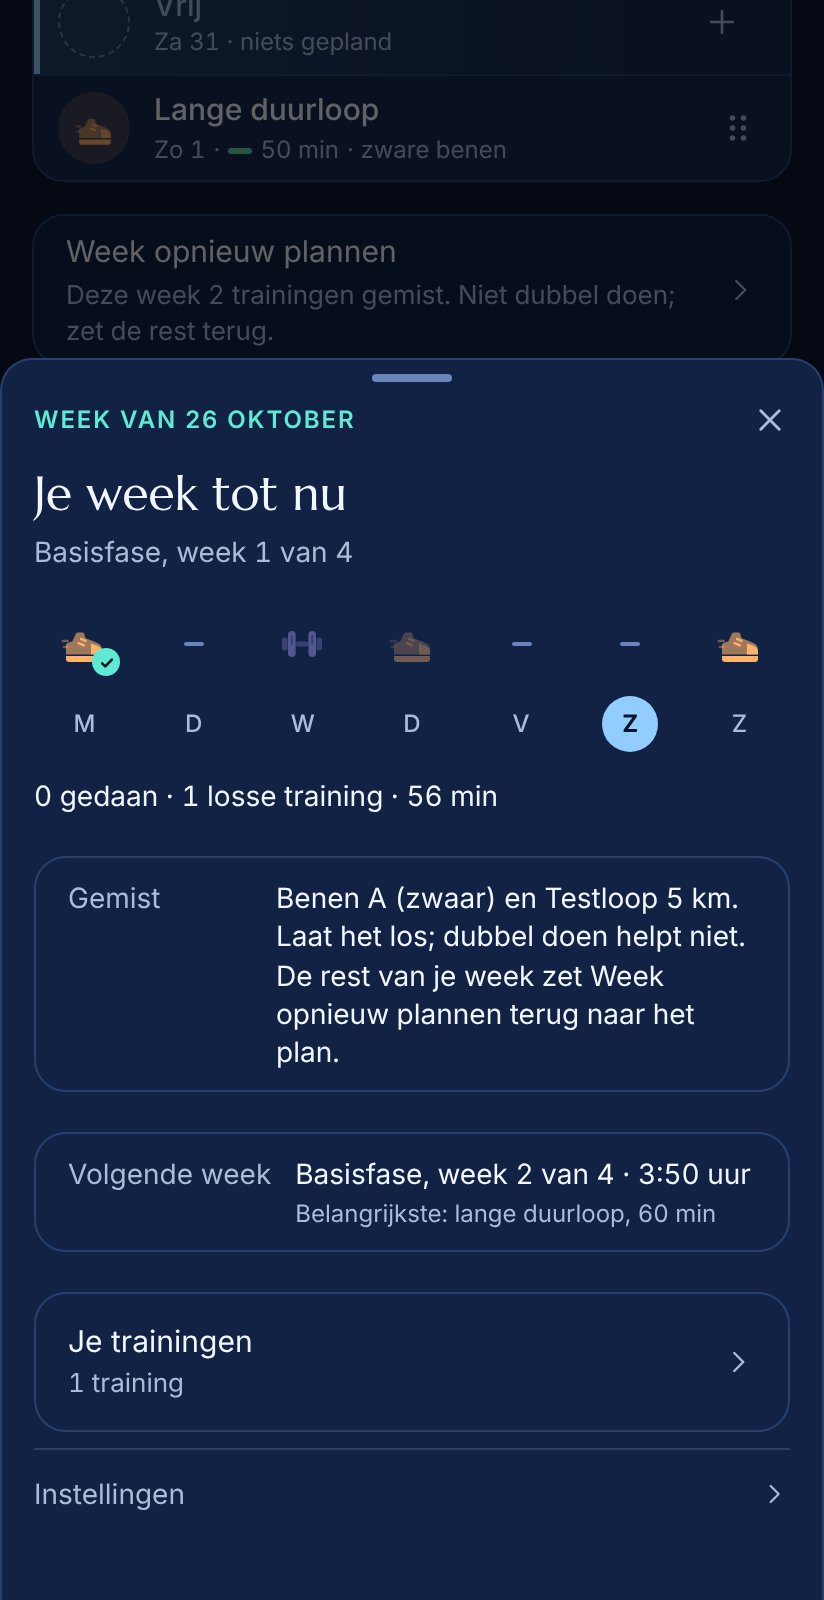 Vrij
Za 31 · niets gepland
Lange duurloop
Zo 1 · 50 min · zware benen
Week opnieuw plannen
Deze week 2 trainingen gemist. Niet dubbel doen;
zet de rest terug.
WEEK VAN 26 OKTOBER
Je week tot nu
Basisfase, week 1 van 4
M D W D V Z Z
0 gedaan · 1 losse training · 56 min
Gemist
Benen A (zwaar) en Testloop 5 km.
Laat het los; dubbel doen helpt niet.
De rest van je week zet Week
opnieuw plannen terug naar het
plan.
Volgende week
Basisfase, week 2 van 4 · 3:50 uur
Belangrijkste: lange duurloop, 60 min
Je trainingen
1 training
Instellingen